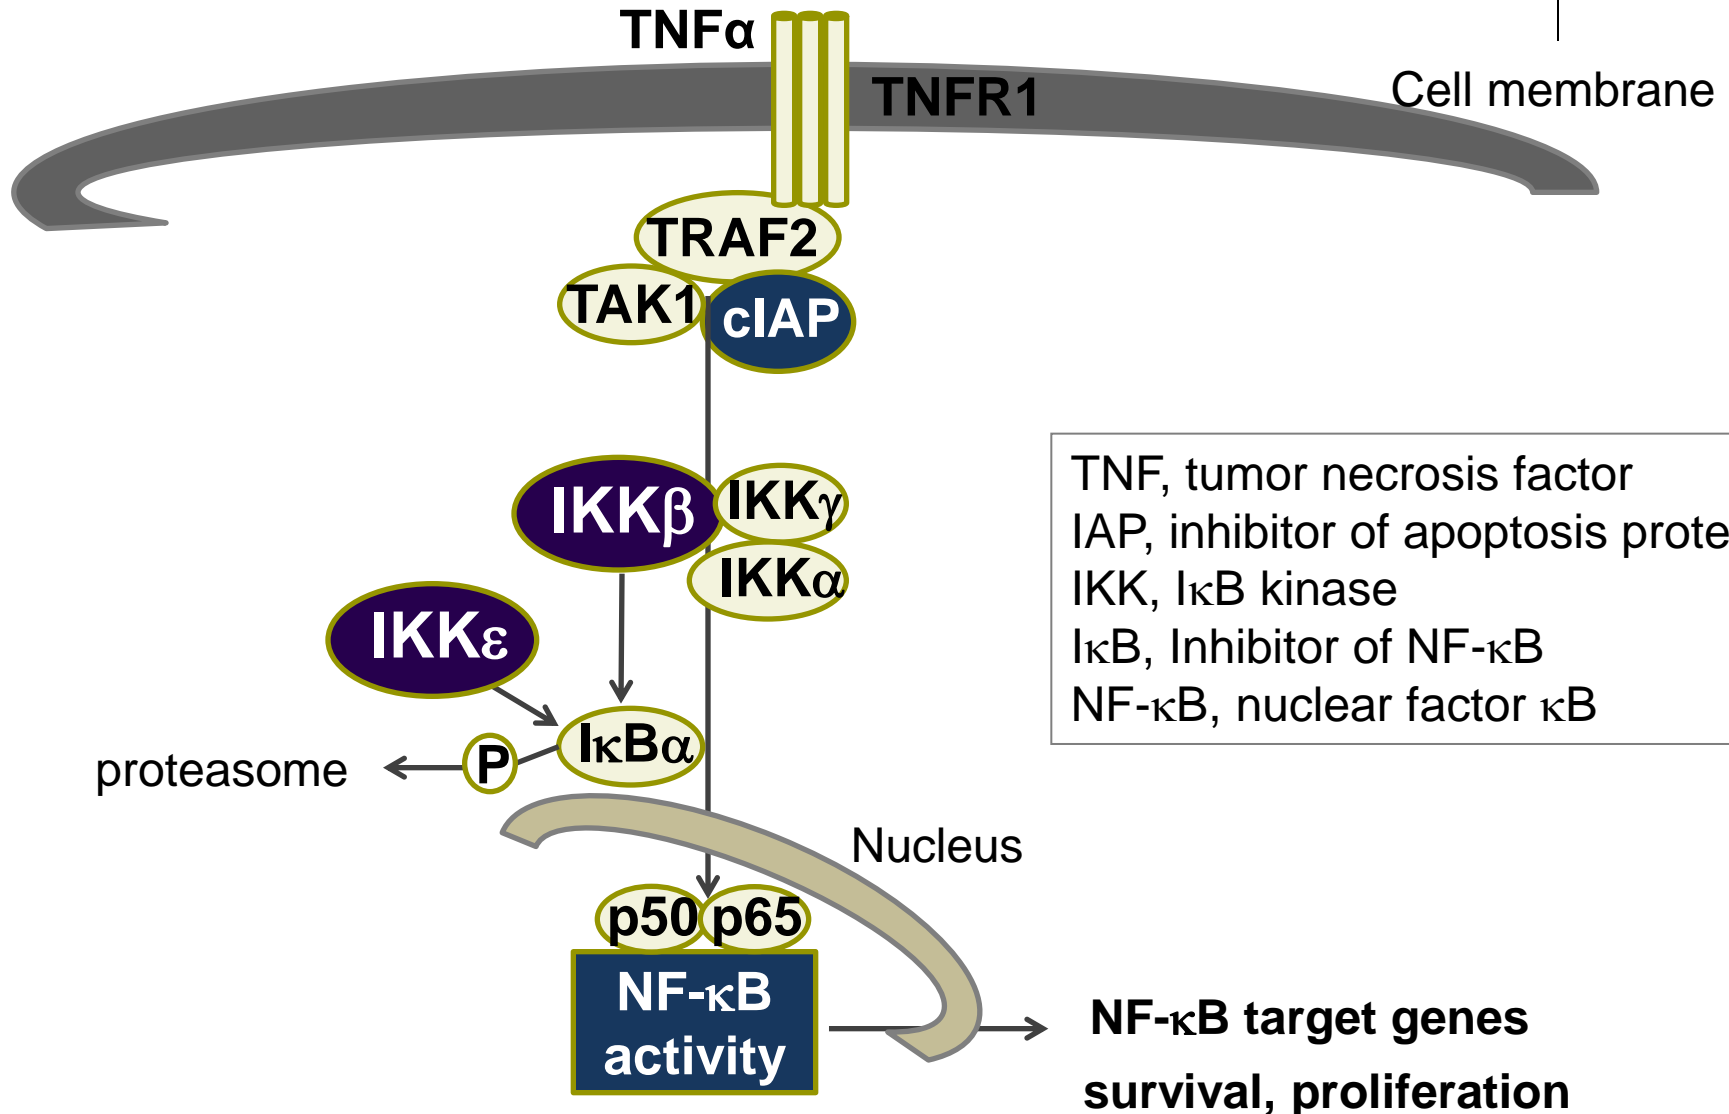 TNFα
TNFR1
Cell membrane
TRAF2
TAK1
cIAP
IKKβ
IKKγ
IKKα
IKKε
IκBα
P
proteasome
TNF, tumor necrosis factor
IAP, inhibitor of apoptosis prote
IKK, IκB kinase
IκB, Inhibitor of NF-κB
NF-κB, nuclear factor κB
Nucleus
p50
p65
NF-κB
activity
NF-κB target genes
survival, proliferation